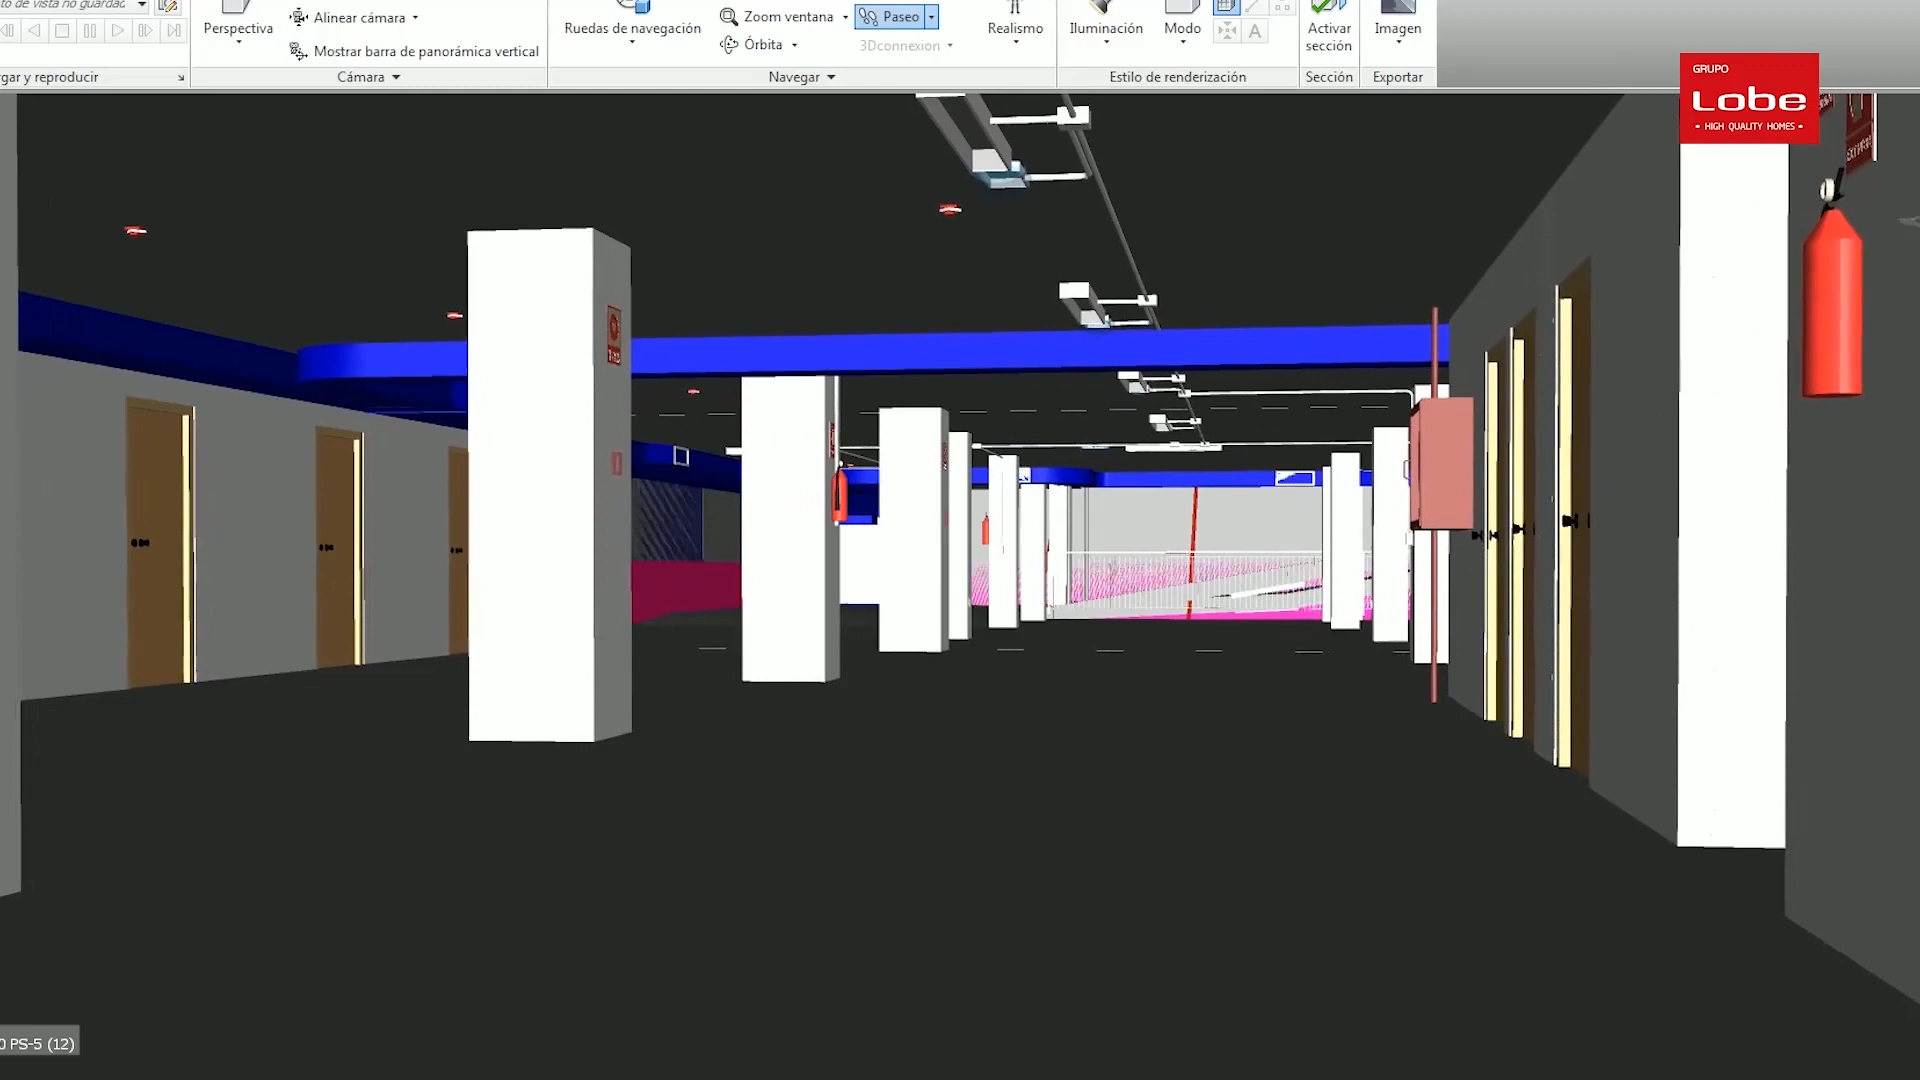 to de vista no guardad
Perspectiva
Alinear cámara
Mostrar barra de panorámica vertical
Ruedas de navegación
Zoom ventana
Órbita
Paseo
3Dconnexion
Realismo
Iluminación
Modo
A
Activar
sección
Imagen
gar y reproducir
Cámara
Navegar
Estilo de renderización
Sección
Exportar
GRUPO
Lobe
- HIGH QUALITY HOMES -
0 PS-5 (12)